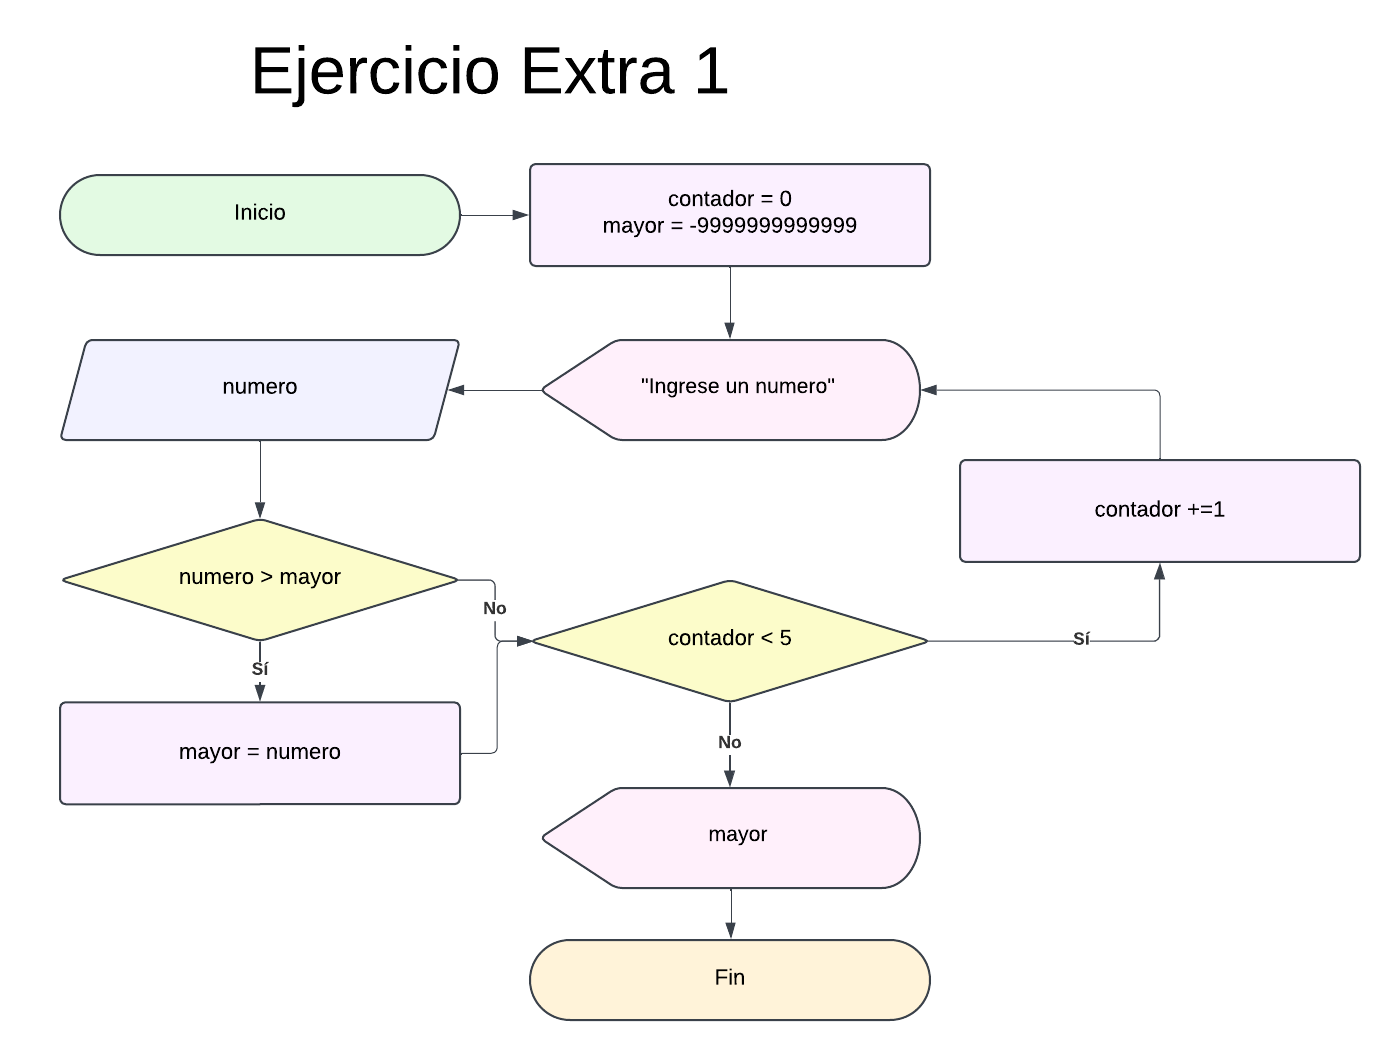 Ejercicio Extra 1
Inicio
contador = 0
mayor = -9999999999999
"Ingrese un numero"
numero
contador +=1
numero > mayor
No
contador < 5
Sí
Sí
mayor = numero
No
mayor
Fin